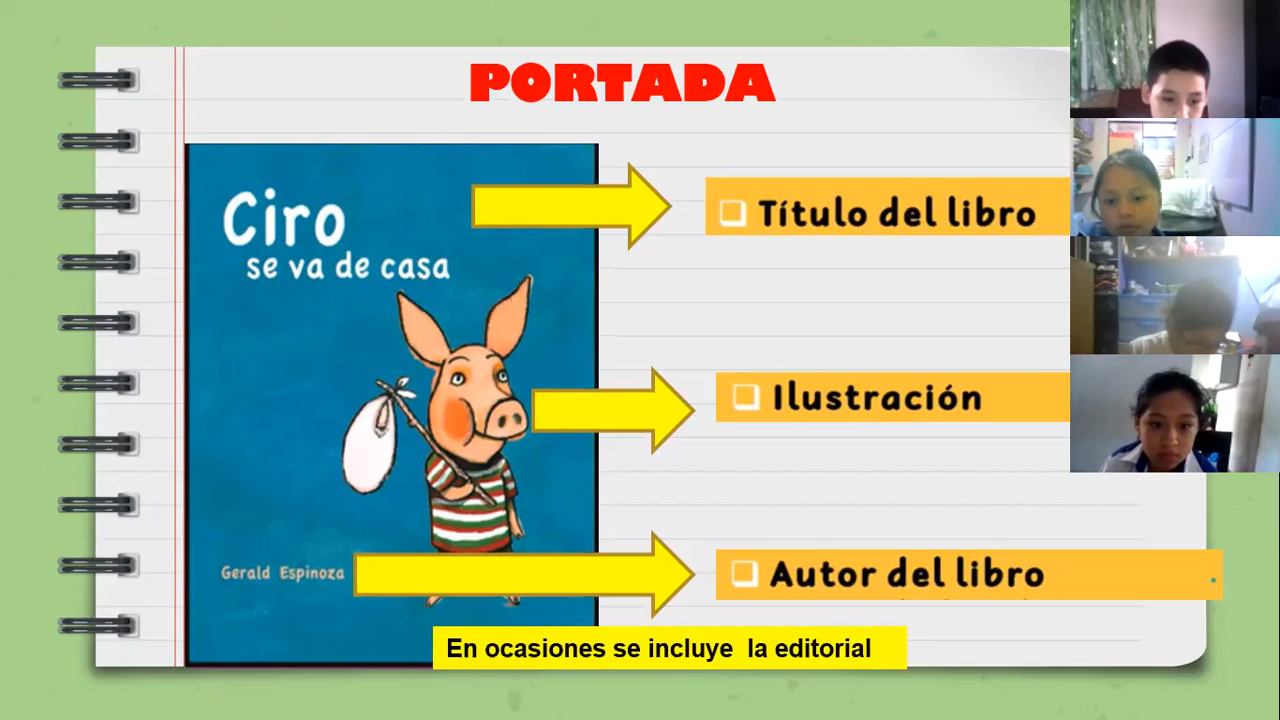 PORTADA
Ciro
se va de casa
Título del libro
Ilustración
Gerald Espinoza
Autor del libro
En ocasiones se incluye la editorial